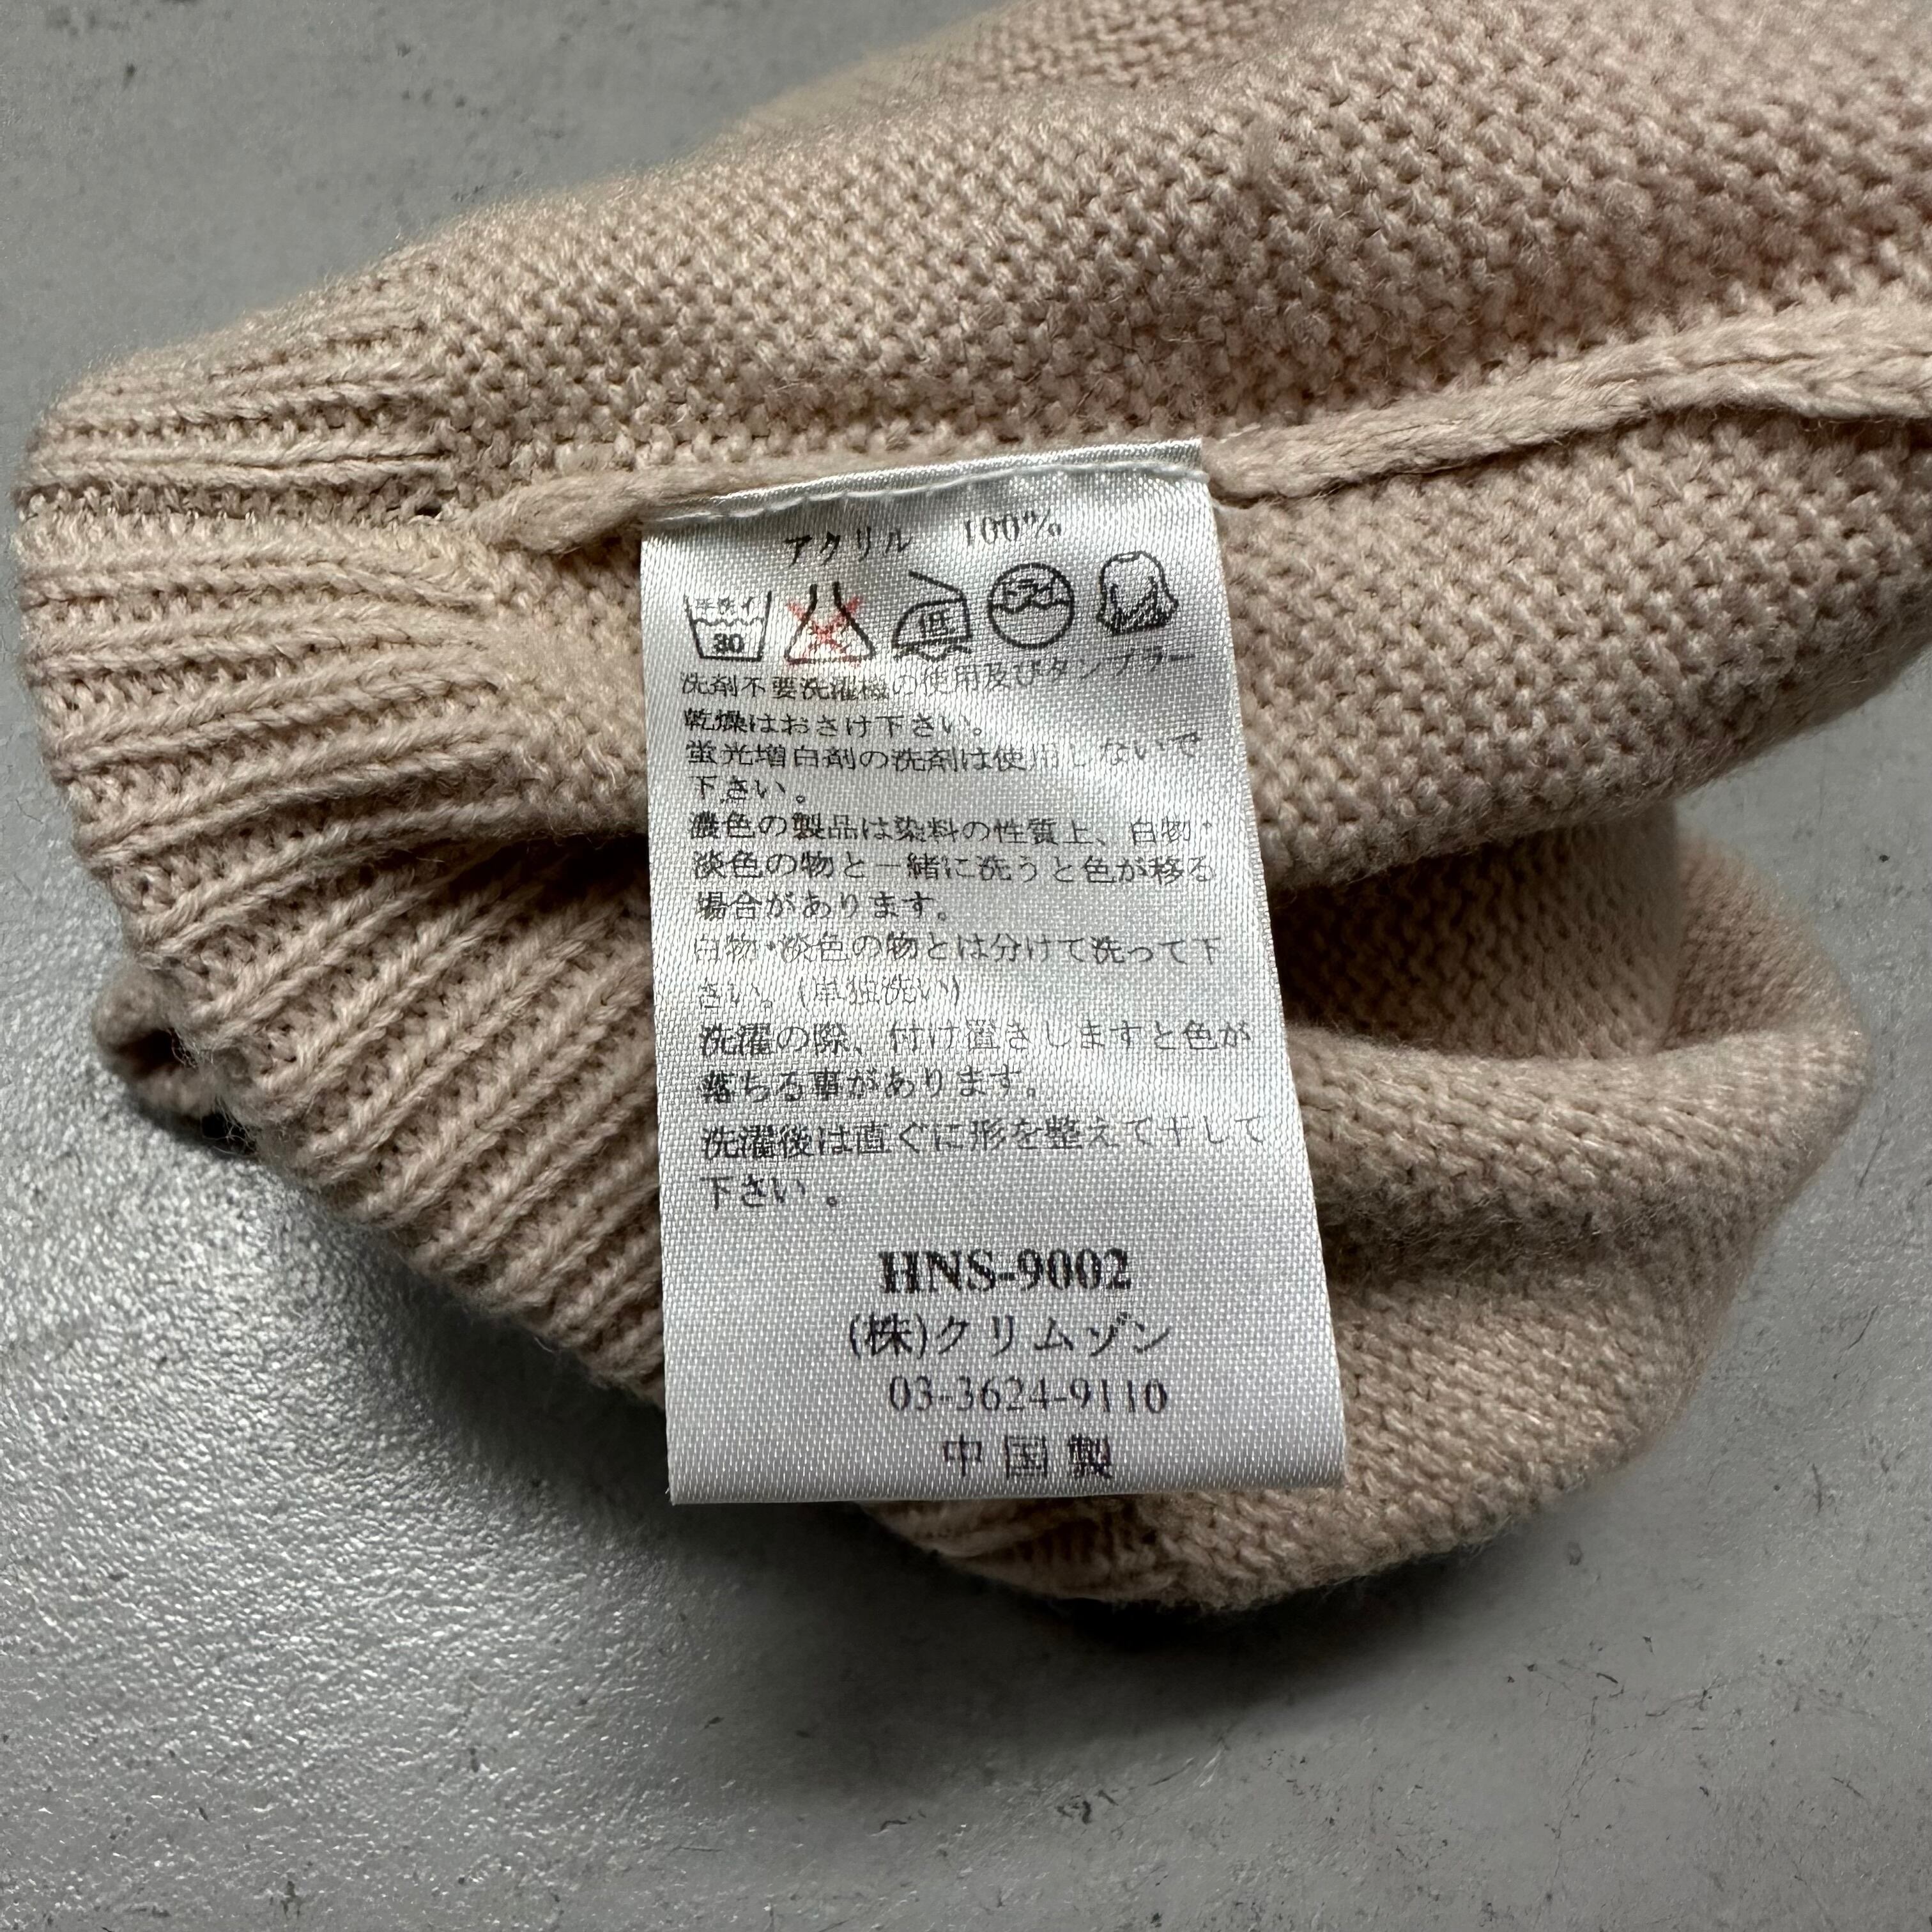 アクリル 100%
手洗イ
30
低
ドライ
洗剤不要洗濯機の使用及びタンブラー
乾燥はおさけ下さい。
蛍光増白剤の洗剤は使用しないで
下さい。
濃色の製品は染料の性質上、白物・
淡色の物と一緒に洗うと色が移る
場合があります。
白物・淡色の物とは分けて洗って下
さい。(単独洗い)
洗濯の際、付け置きしますと色が
落ちる事があります。
洗濯後は直ぐに形を整えて干して
下さい。
HNS-9002
(株)クリムゾン
03-3624-9110
中国製